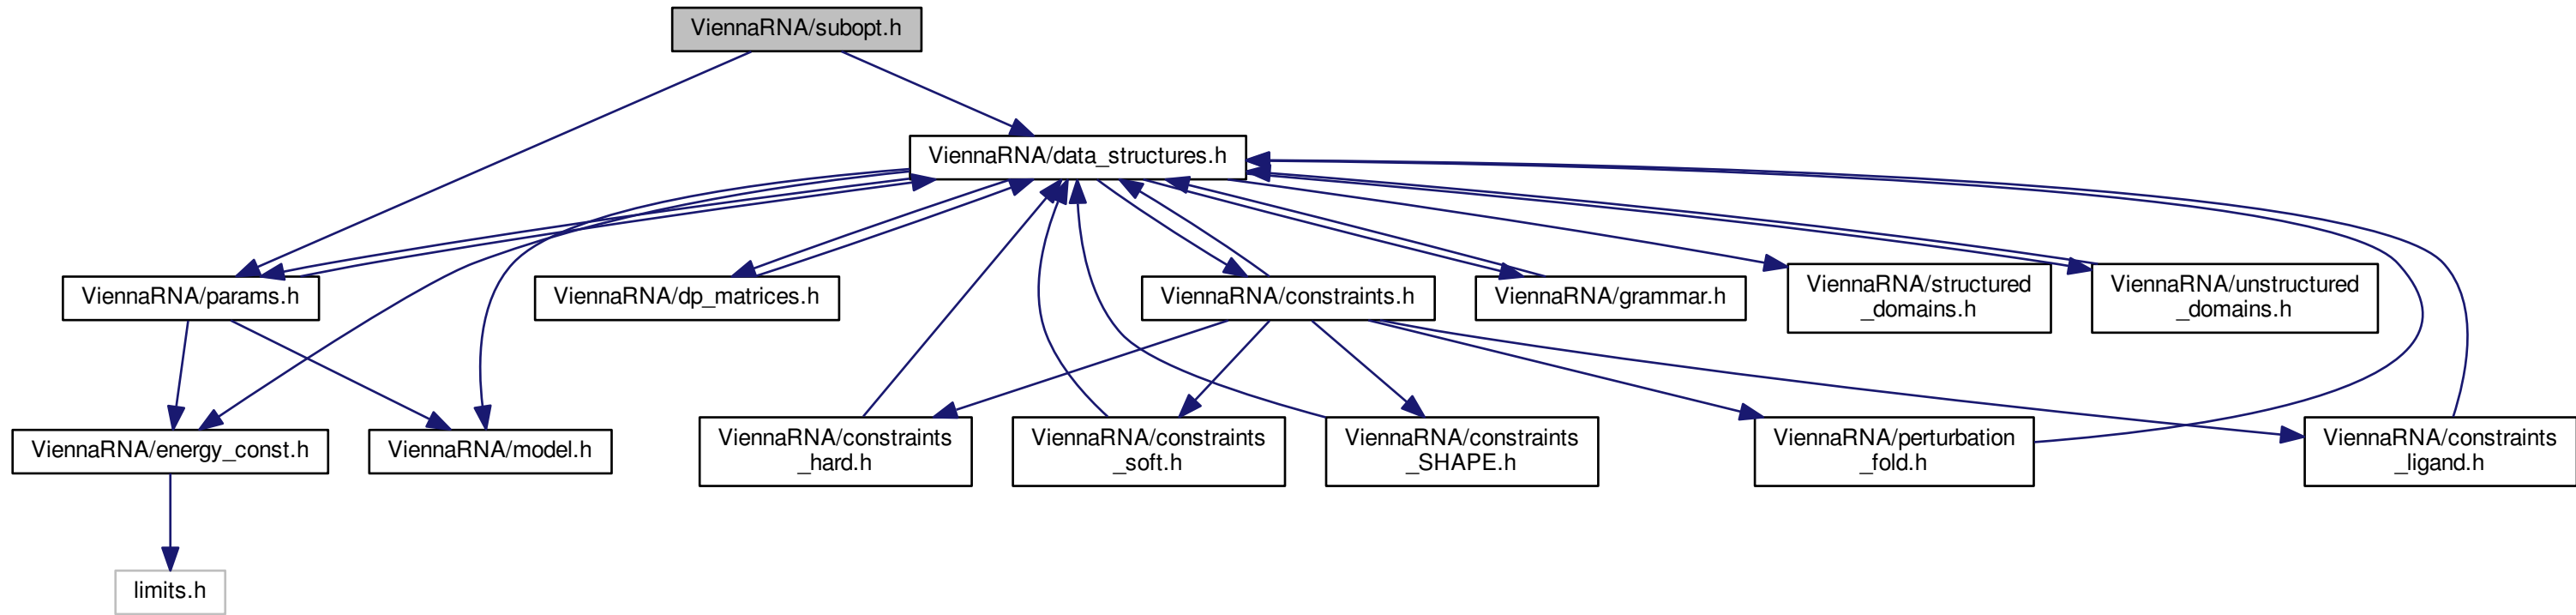 ViennaRNA/subopt.h
ViennaRNA/data_structures.h
ViennaRNA/params.h
ViennaRNA/dp_matrices.h
ViennaRNA/constraints.h
ViennaRNA/grammar.h
ViennaRNA/structured
_domains.h
ViennaRNA/unstructured
_domains.h
ViennaRNA/energy_const.h
ViennaRNA/model.h
ViennaRNA/constraints
_hard.h
ViennaRNA/constraints
_soft.h
ViennaRNA/constraints
_SHAPE.h
ViennaRNA/perturbation
_fold.h
ViennaRNA/constraints
_ligand.h
limits.h